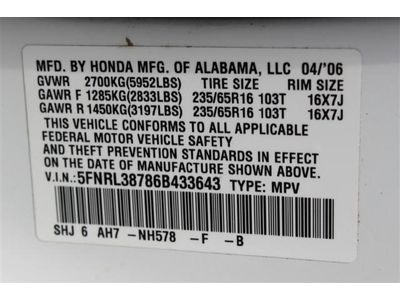 MFD. BY HONDA MFG. OF ALABAMA, LLC 04/'06
GVWR 2700KG(5952LBS) TIRE SIZE RIM SIZE
GAWR F 1285KG(2833LBS) 235/65R16 103T 16X7J
GAWR R 1450KG(3197LBS) 235/65R16 103T 16X7J
THIS VEHICLE CONFORMS TO ALL APPLICABLE
FEDERAL MOTOR VEHICLE SAFETY
AND THEFT PREVENTION STANDARDS IN EFFECT
ON THE DATE OF MANUFACTURE SHOWN ABOVE.
V.I.N.: 5FNRL38786B433643 TYPE: MPV
SHJ 6 AH7 -NH578 -F -B